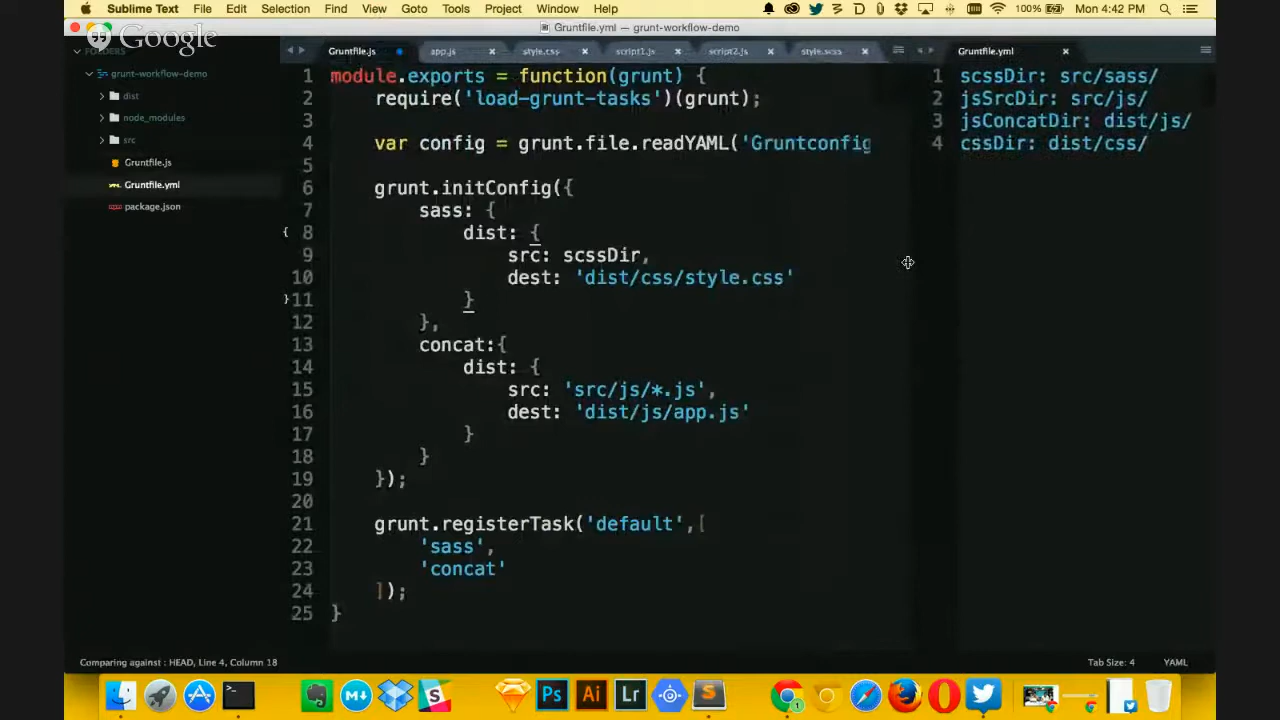 Sublime Text File Edit Selection Find View Goto Tools Project Window Help 100% Mon 4:42 PM
Gruntfile.yml — grunt-workflow-demo
Google
FOLDERS
grunt-workflow-demo
dist
node_modules
src
Gruntfile.js
Gruntfile.yml
package.json
Gruntfile.js app.js style.css script1.js script2.js style.scss
1 module.exports = function(grunt) {
2 require('load-grunt-tasks')(grunt);
3
4 var config = grunt.file.readYAML('Gruntconfig
5
6 grunt.initConfig({
7 sass: {
8 dist: {
9 src: scssDir,
10 dest: 'dist/css/style.css'
11 }
12 },
13 concat:{
14 dist: {
15 src: 'src/js/*.js',
16 dest: 'dist/js/app.js'
17 }
18 }
19 });
20
21 grunt.registerTask('default',[
22 'sass',
23 'concat'
24 ]);
25 }
Gruntfile.yml
1 scssDir: src/sass/
2 jsSrcDir: src/js/
3 jsConcatDir: dist/js/
4 cssDir: dist/css/
Comparing against : HEAD, Line 4, Column 18
Tab Size: 4 YAML
M
S
Ps Ai Lr
S
1